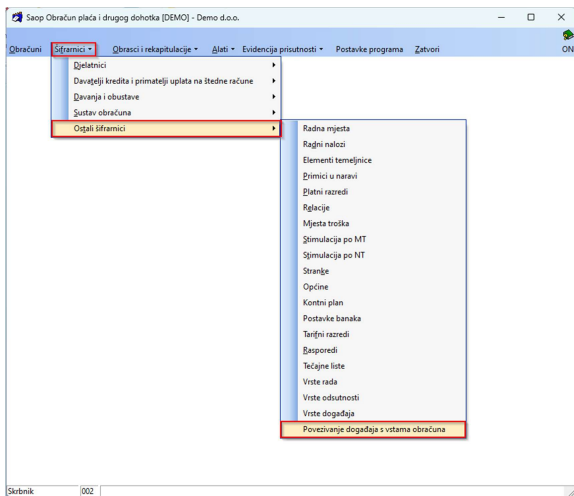 Saop Obračun plaća i drugog dohotka [DEMO] - Demo d.o.o.
Obračuni Šifrarnici Obrasci i rekapitulacije Alati Evidencija prisutnosti Postavke programa Zatvori ON
Djelatnici
Davatelji kredita i primatelji uplata na štedne račune
Davanja i obustave
Sustav obračuna
Ostali šifrarnici
Radna mjesta
Radni nalozi
Elementi temeljnice
Primici u naravi
Platni razredi
Relacije
Mjesta troška
Stimulacija po MT
Stimulacija po NT
Stranke
Općine
Kontni plan
Postavke banaka
Tarifni razredi
Rasporedi
Tečajne liste
Vrste rada
Vrste odsutnosti
Vrste događaja
Povezivanje događaja s vstama obračuna
Skrbnik 002